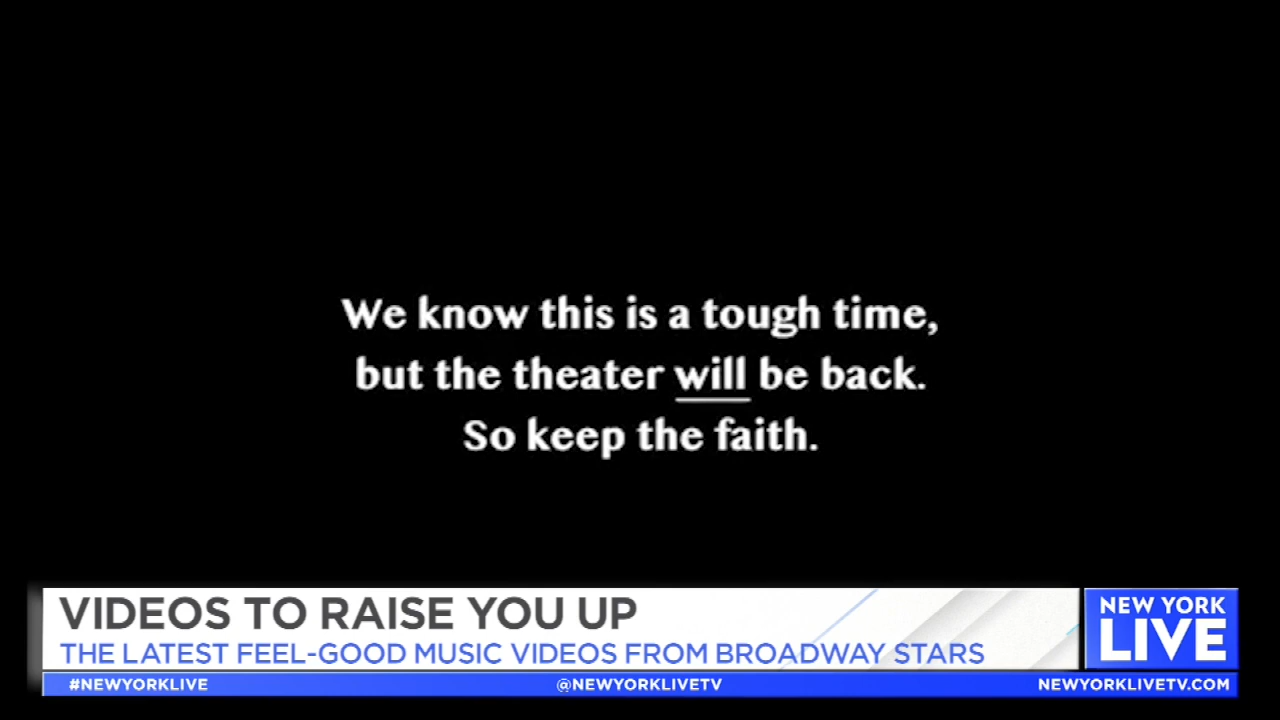 We know this is a tough time,
but the theater will be back.
So keep the faith.
VIDEOS TO RAISE YOU UP
THE LATEST FEEL-GOOD MUSIC VIDEOS FROM BROADWAY STARS
NEW YORK
LIVE
#NEWYORKLIVE
@NEWYORKLIVETV
NEWYORKLIVETV.COM